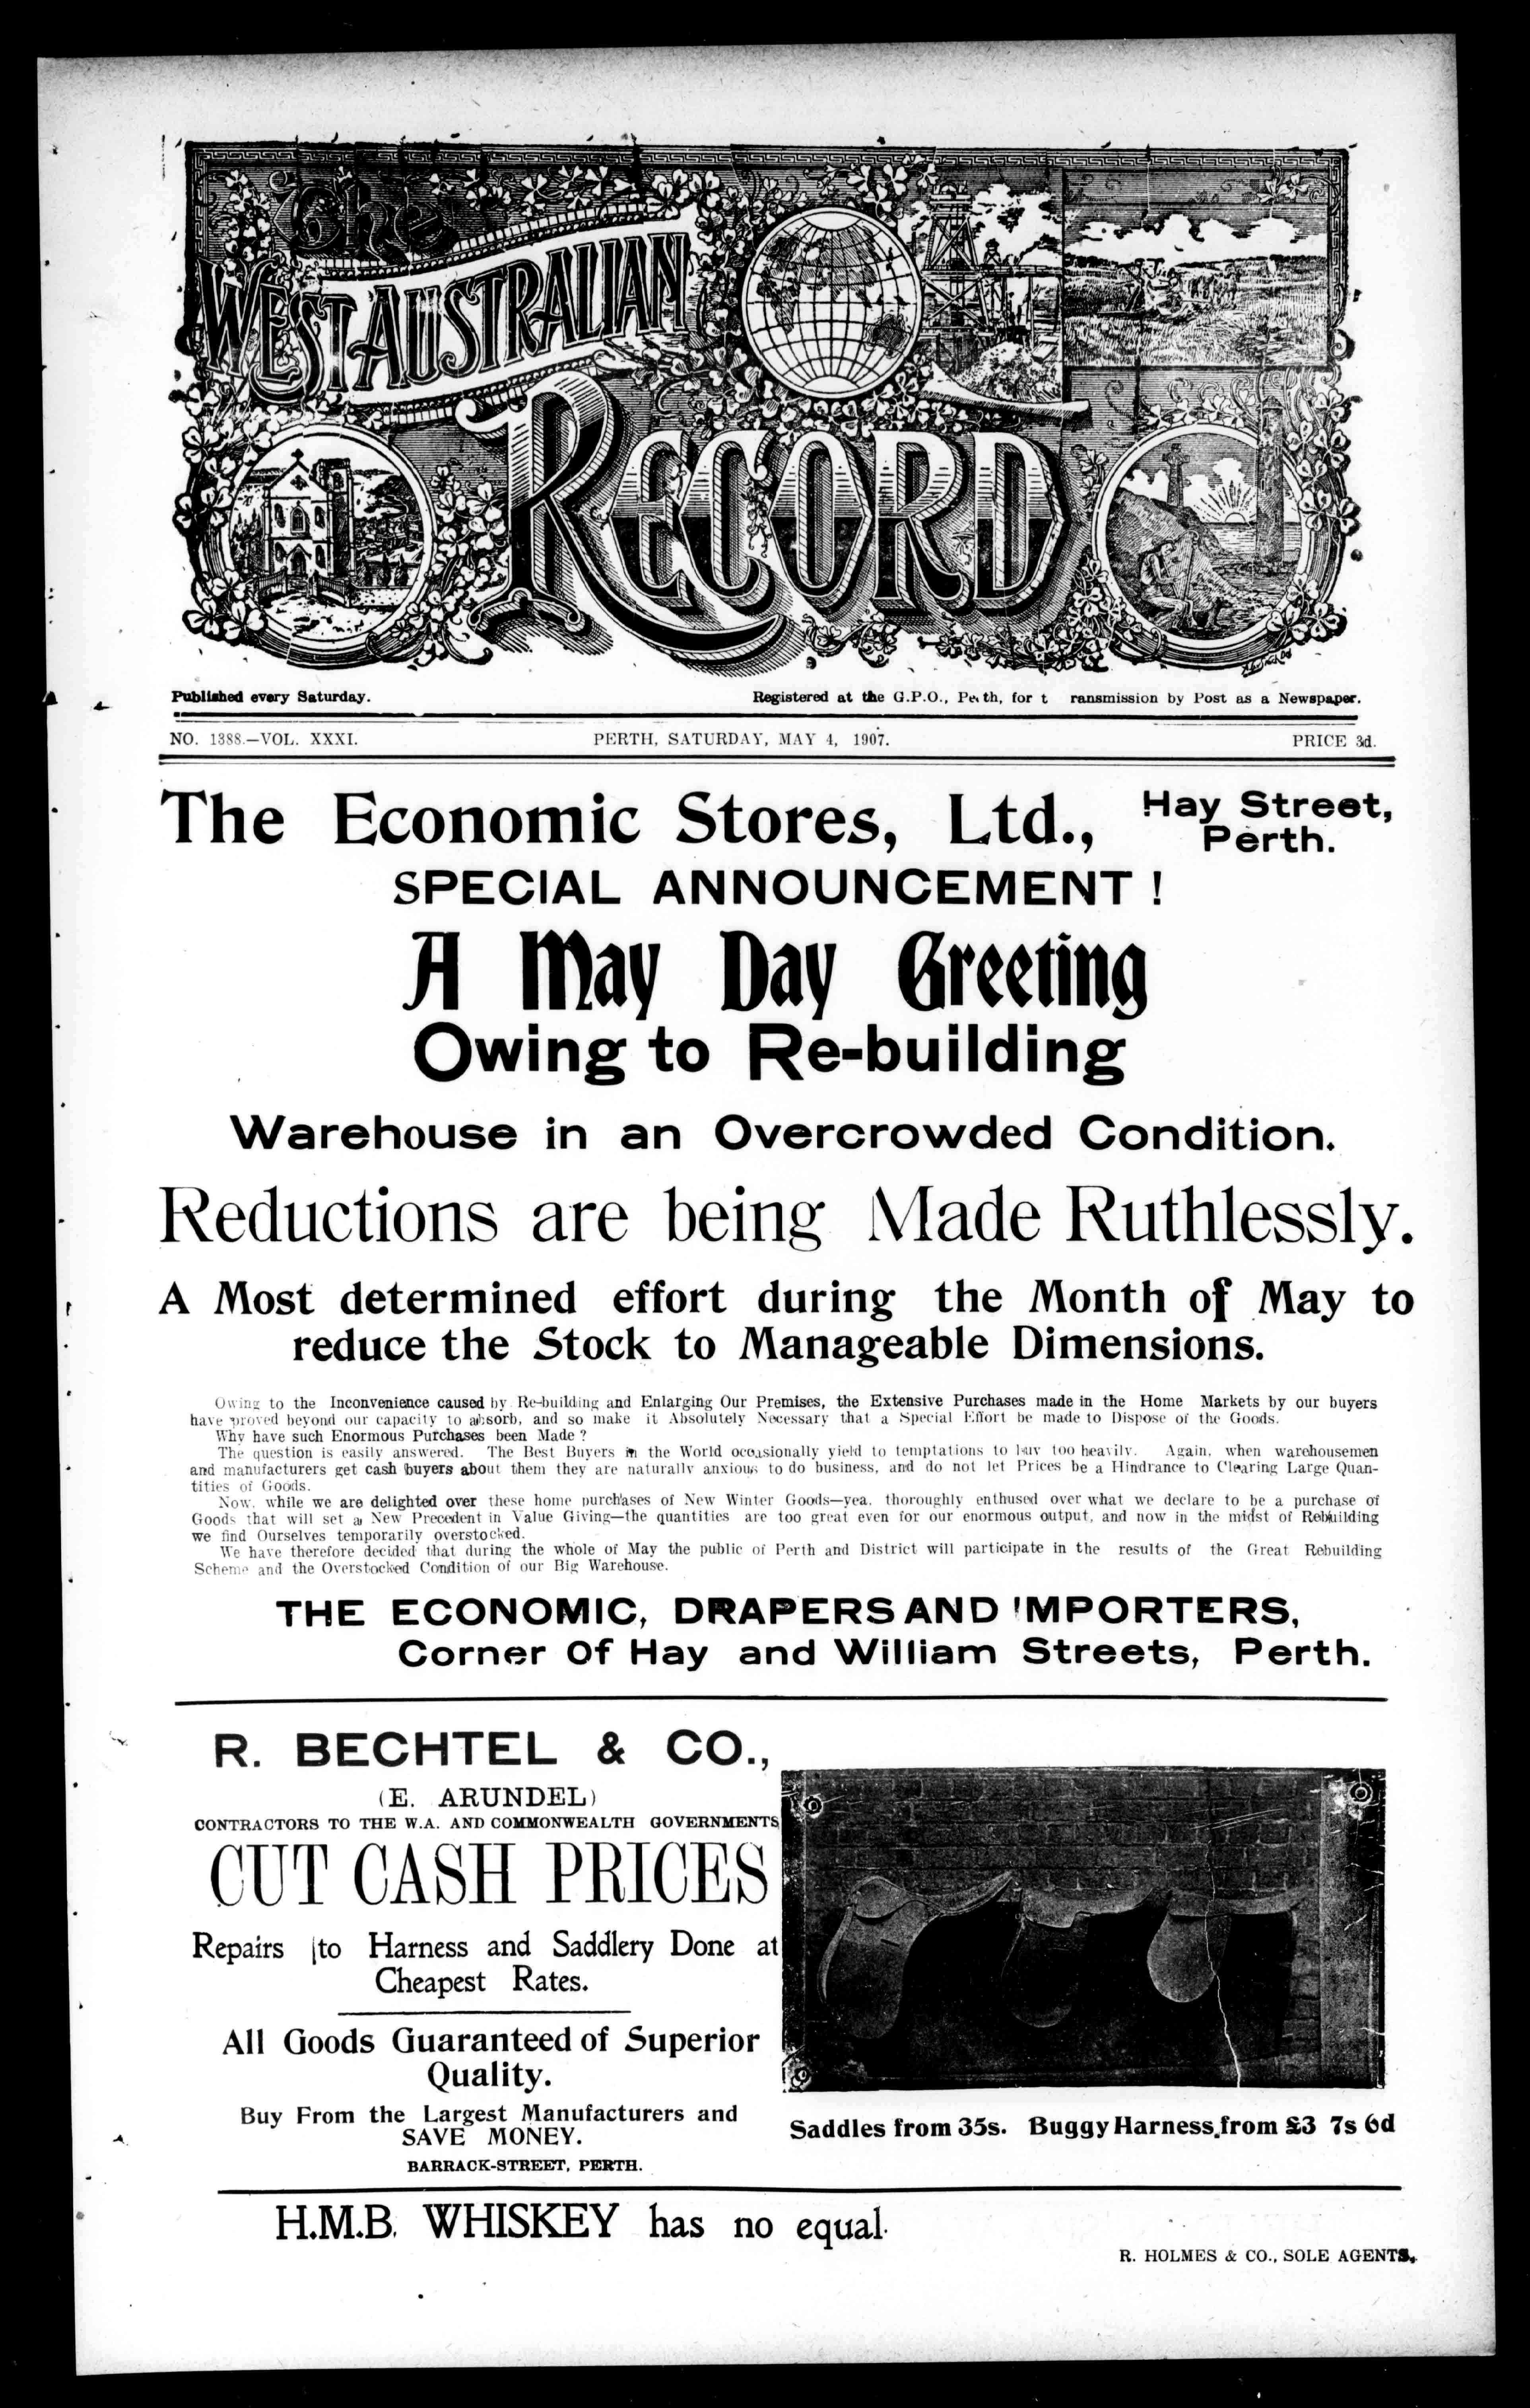 The
WEST AUSTRALIAN
RECORD
Published every Saturday.
Registered at the G.P.O., Perth, for t ransmission by Post as a Newspaper.
NO. 1388.—VOL. XXXI.
PERTH, SATURDAY, MAY 4, 1907.
PRICE 3d.
The Economic Stores, Ltd., Hay Street,
Perth.
SPECIAL ANNOUNCEMENT !
A May Day Greeting
Owing to Re-building
Warehouse in an Overcrowded Condition.
Reductions are being Made Ruthlessly.
A Most determined effort during the Month of May to
reduce the Stock to Manageable Dimensions.
Owing to the Inconvenience caused by Re-building and Enlarging Our Premises, the Extensive Purchases made in the Home Markets by our buyers
have proved beyond our capacity to absorb, and so make it Absolutely Necessary that a Special Effort be made to Dispose of the Goods.
Why have such Enormous Purchases been Made ?
The question is easily answered. The Best Buyers in the World occasionally yield to temptations to buy too heavily. Again, when warehousemen
and manufacturers get cash buyers about them they are naturally anxious to do business, and do not let Prices be a Hindrance to Clearing Large Quan-
tities of Goods.
Now, while we are delighted over these home purchases of New Winter Goods—yea, thoroughly enthused over what we declare to be a purchase of
Goods that will set a New Precedent in Value Giving—the quantities are too great even for our enormous output, and now in the midst of Rebuilding
we find Ourselves temporarily overstocked.
We have therefore decided that during the whole of May the public of Perth and District will participate in the results of the Great Rebuilding
Scheme and the Overstocked Condition of our Big Warehouse.
THE ECONOMIC, DRAPERS AND IMPORTERS,
Corner Of Hay and William Streets, Perth.
R. BECHTEL & CO.,
(E. ARUNDEL)
CONTRACTORS TO THE W.A. AND COMMONWEALTH GOVERNMENTS
CUT CASH PRICES
Repairs to Harness and Saddlery Done at
Cheapest Rates.
All Goods Guaranteed of Superior
Quality.
Buy From the Largest Manufacturers and
SAVE MONEY.
BARRACK-STREET, PERTH.
Saddles from 35s. Buggy Harness from £3 7s 6d
H.M.B. WHISKEY has no equal.
R. HOLMES & CO., SOLE AGENTS.